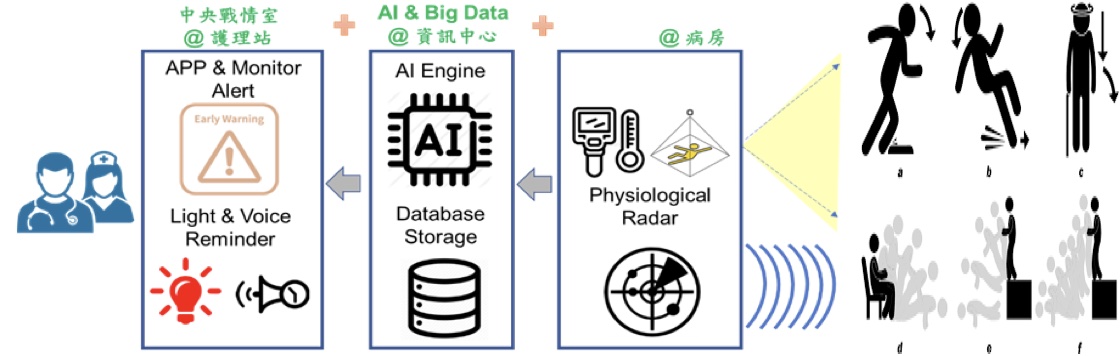 中央戰情室
@ 護理站
AI & Big Data
@ 資訊中心
@ 病房
APP & Monitor
Alert
Early Warning
Light & Voice
Reminder
AI Engine
AI
Database
Storage
Physiological
Radar
a
b
c
d
e
f